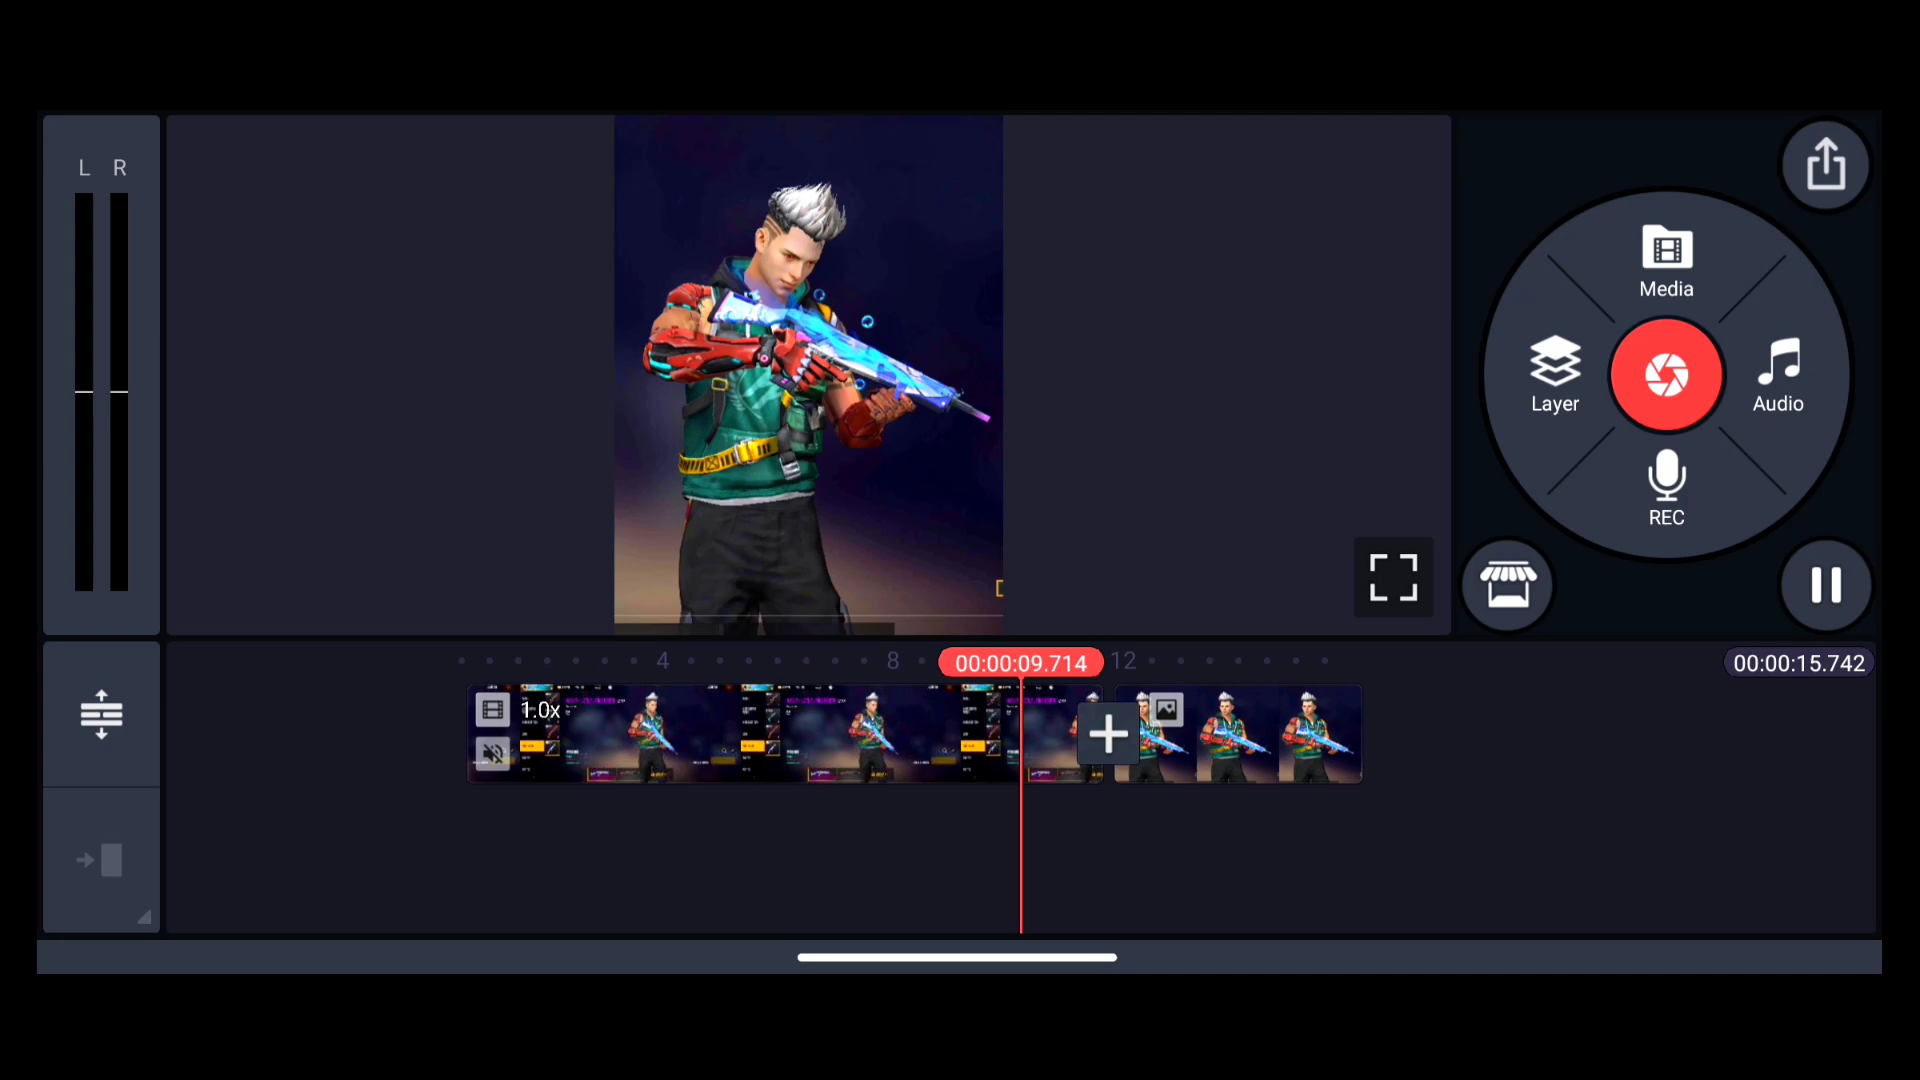 L R
Media
Layer
Audio
REC
4
8
00:00:09.714
12
00:00:15.742
1.0x